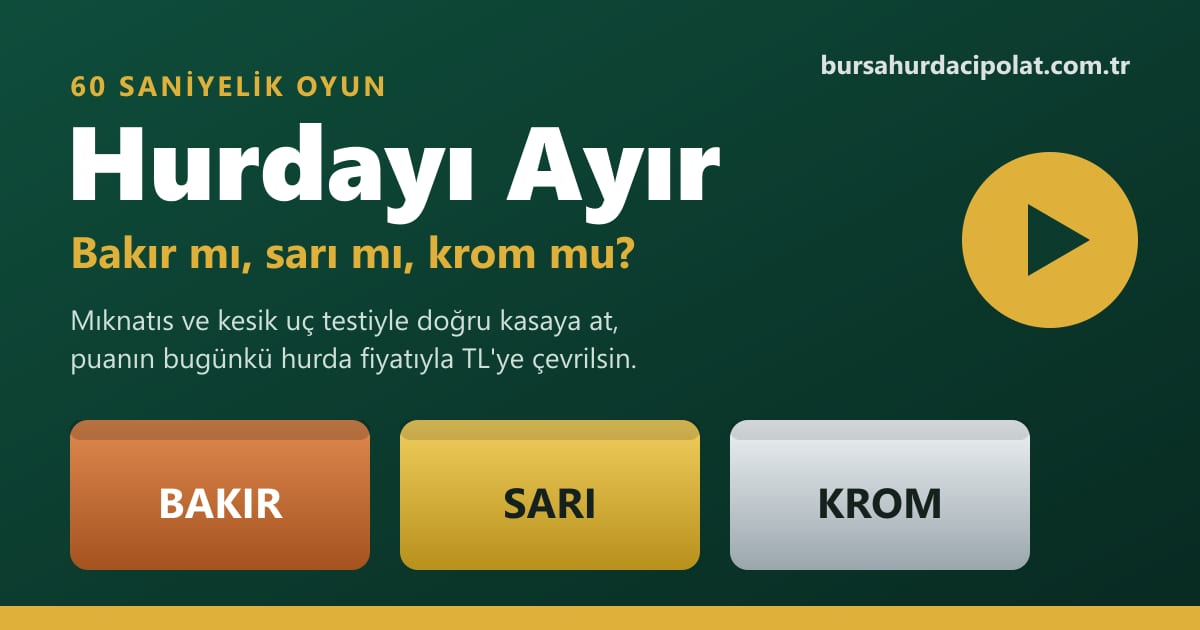 bursahurdacipolat.com.tr
60 SANİYELİK OYUN
Hurdayı Ayır
Bakır mı, sarı mı, krom mu?
Mıknatıs ve kesik uç testiyle doğru kasaya at,
puanın bugünkü hurda fiyatıyla TL'ye çevrilsin.
BAKIR
SARI
KROM